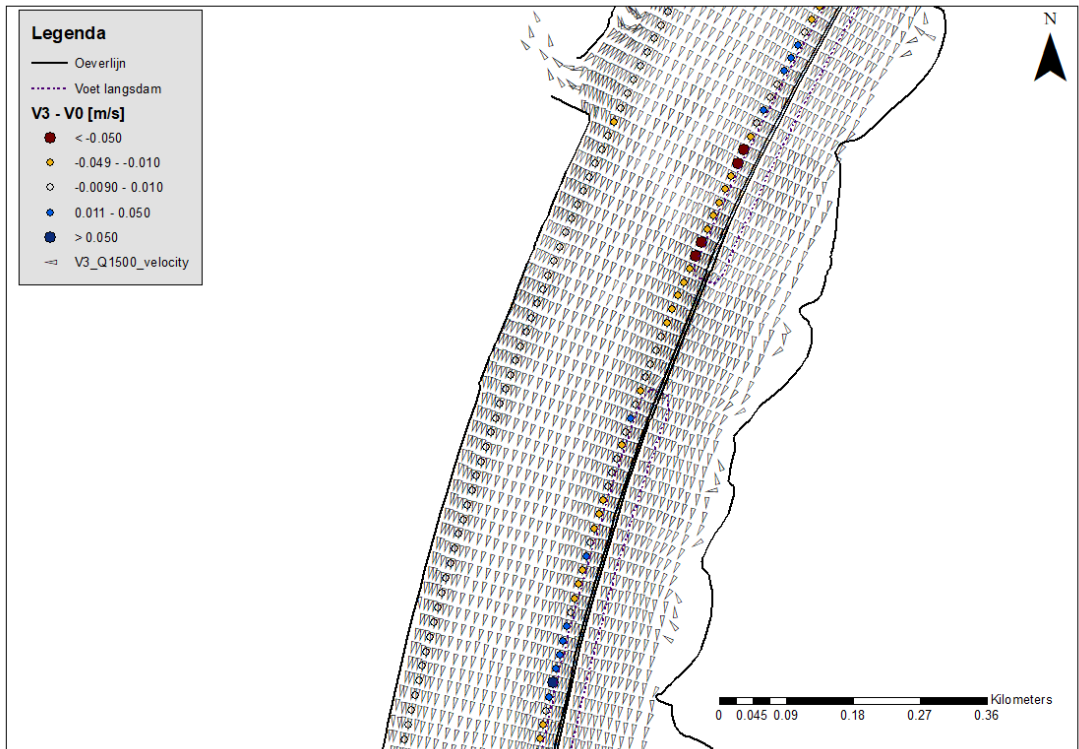 Legenda
Oeverlijn
Voet langsdam
V3 - V0 [m/s]
< -0.050
-0.049 - -0.010
-0.0090 - 0.010
0.011 - 0.050
> 0.050
V3_Q1500_velocity
N
Kilometers
0 0.045 0.09 0.18 0.27 0.36